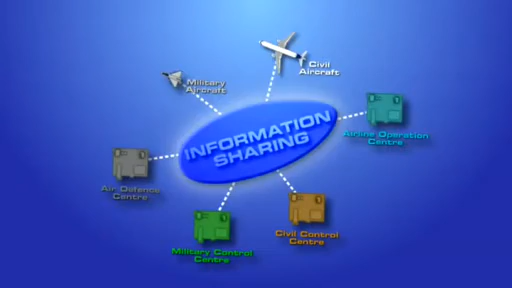 Civil
Aircraft
Military
Aircraft
INFORMATION
SHARING
Airline Operation
Centre
Air Defence
Centre
Civil Control
Centre
Military Control
Centre